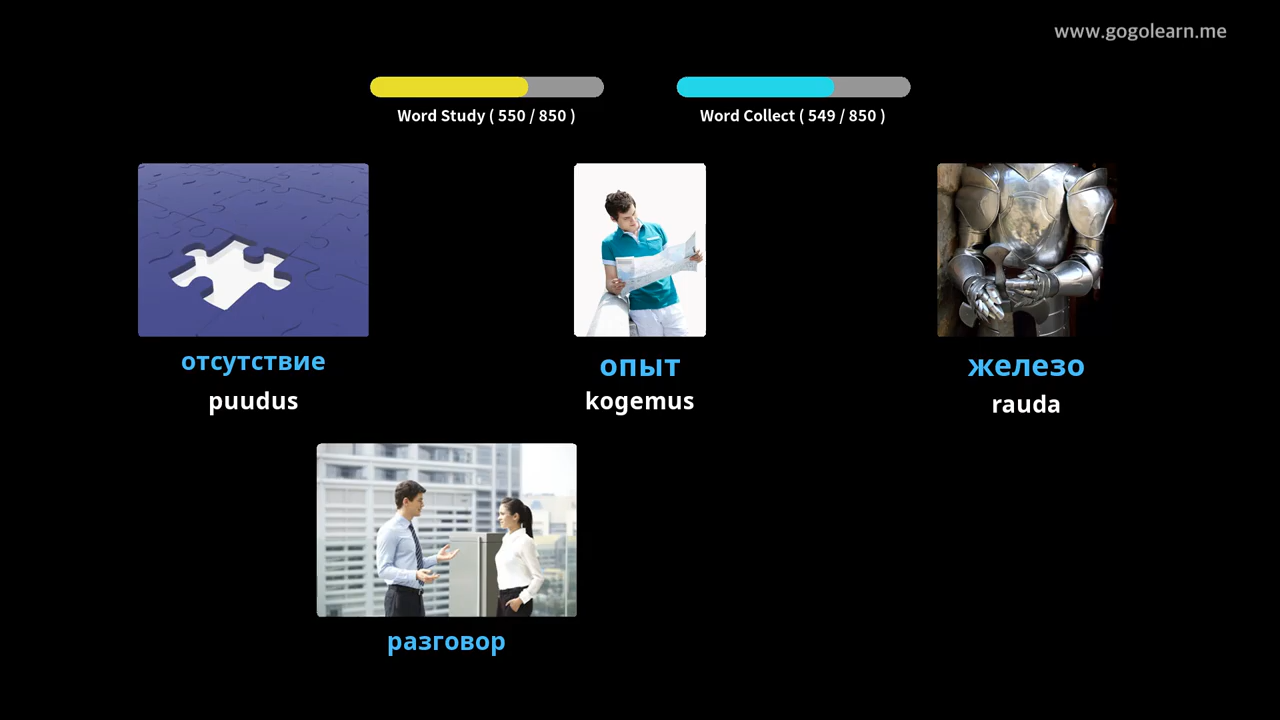 www.gogolearn.me
Word Study ( 550 / 850 )
Word Collect ( 549 / 850 )
отсутствие
puudus
опыт
kogemus
железо
rauda
разговор